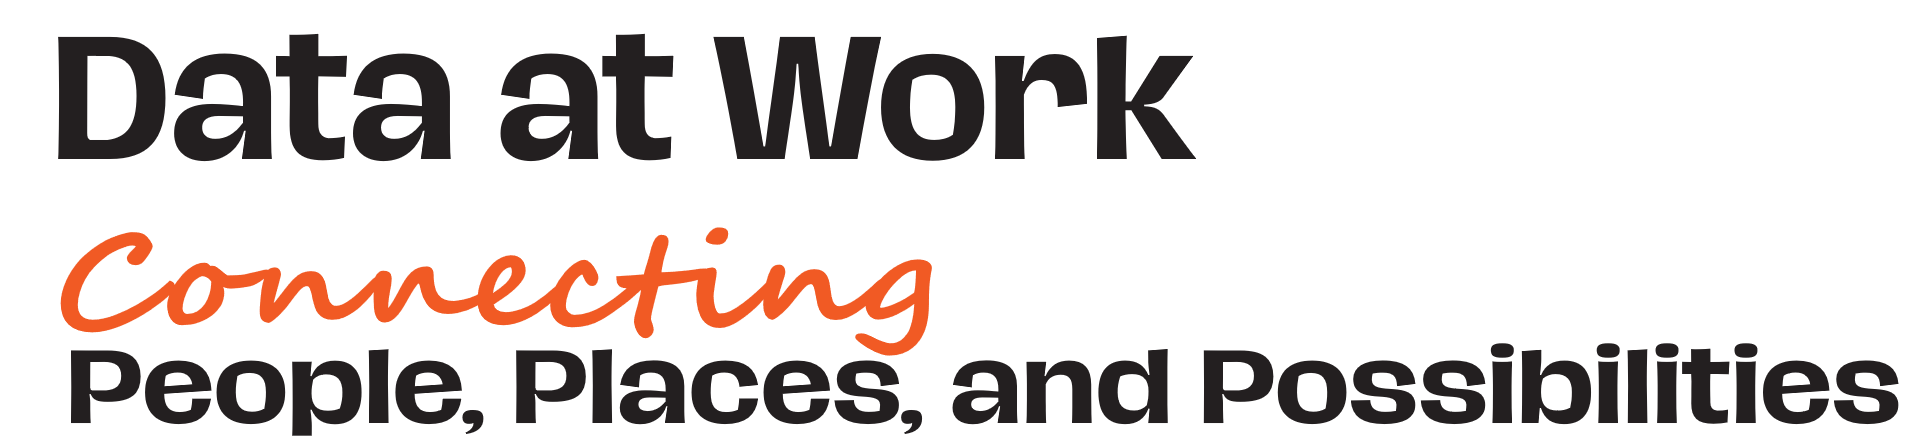 Data at Work
Connecting
People, Places, and Possibilities